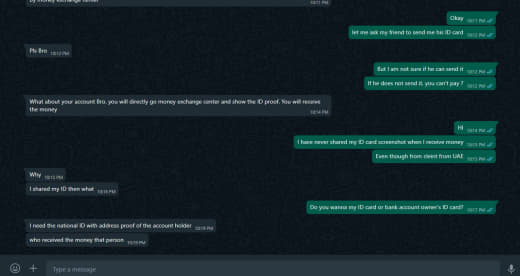 by money exchange center
10:11 PM
Okay 10:11 PM
let me ask my friend to send me his ID card 10:12 PM
Pls Bro 10:12 PM
But I am not sure if he can send it 10:12 PM
If he does not send it, you can't pay ? 10:12 PM
What about your account Bro, you will directly go money exchange center and show the ID proof. You will receive
the money
10:14 PM
Hi 10:14 PM
I have never shared my ID card screenshot when I receive money 10:15 PM
Even though from cleint from UAE 10:15 PM
Why 10:15 PM
I shared my ID then what 10:16 PM
Do you wanna my ID card or bank account owner's ID card? 10:17 PM
I need the national ID with address proof of the account holder 10:19 PM
who received the money that person 10:19 PM
Type a message